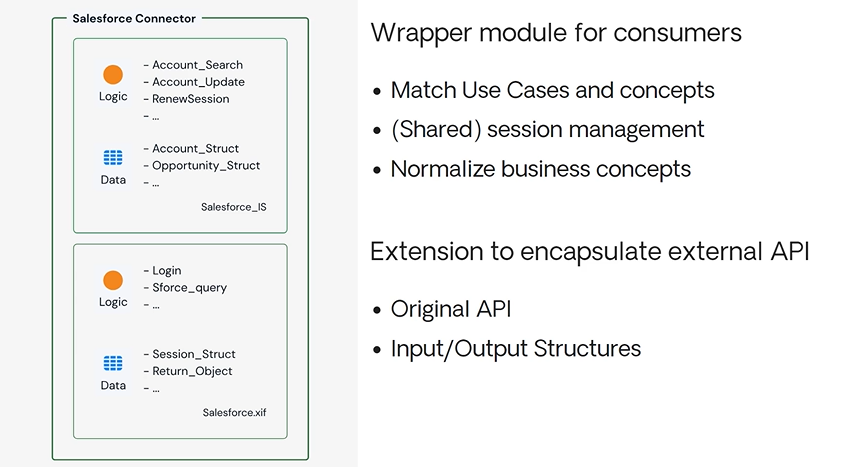 Salesforce Connector
Logic
- Account_Search
- Account_Update
- RenewSession
- ...
Data
- Account_Struct
- Opportunity_Struct
- ...
Salesforce_IS
Logic
- Login
- Sforce_query
- ...
Data
- Session_Struct
- Return_Object
- ...
Salesforce.xif
Wrapper module for consumers
• Match Use Cases and concepts
• (Shared) session management
• Normalize business concepts
Extension to encapsulate external API
• Original API
• Input/Output Structures